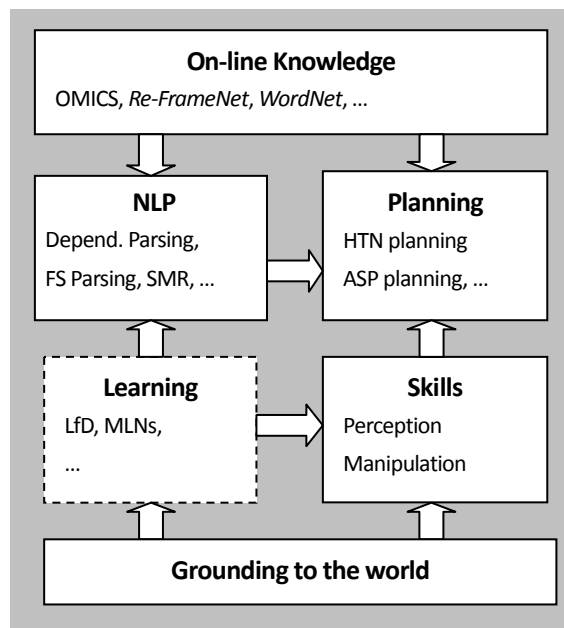 On-line Knowledge
OMICS, Re-FrameNet, WordNet, ...
NLP
Depend. Parsing,
FS Parsing, SMR, ...
Planning
HTN planning
ASP planning, ...
Learning
LfD, MLNs,
...
Skills
Perception
Manipulation
Grounding to the world